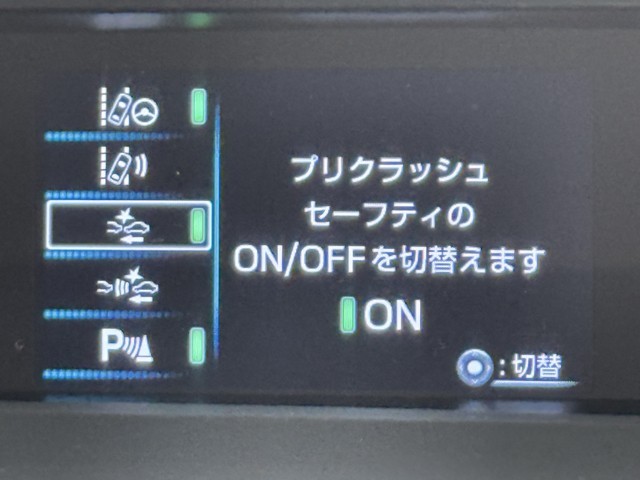 プリクラッシュ
セーフティの
ON/OFFを切替えます
ON
P
:切替